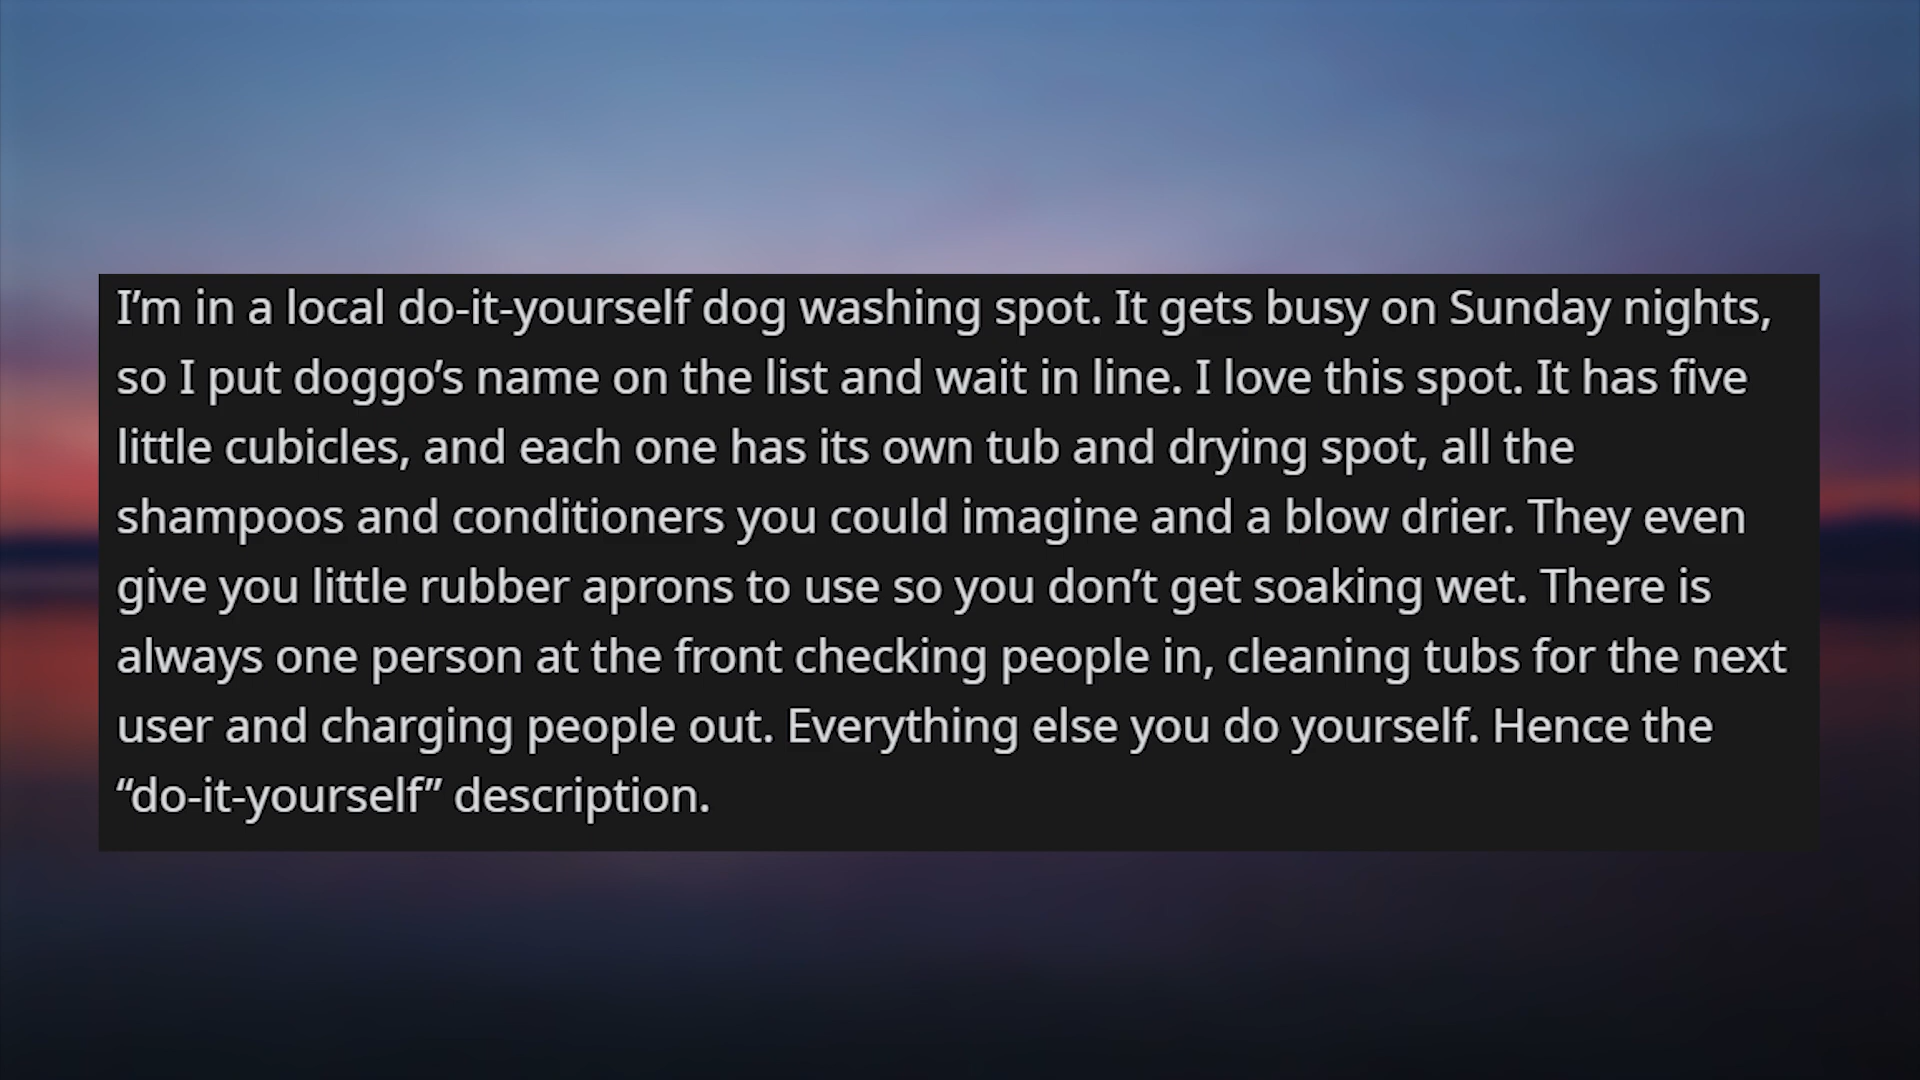 I’m in a local do-it-yourself dog washing spot. It gets busy on Sunday nights,
so I put doggo’s name on the list and wait in line. I love this spot. It has five
little cubicles, and each one has its own tub and drying spot, all the
shampoos and conditioners you could imagine and a blow drier. They even
give you little rubber aprons to use so you don’t get soaking wet. There is
always one person at the front checking people in, cleaning tubs for the next
user and charging people out. Everything else you do yourself. Hence the
“do-it-yourself” description.